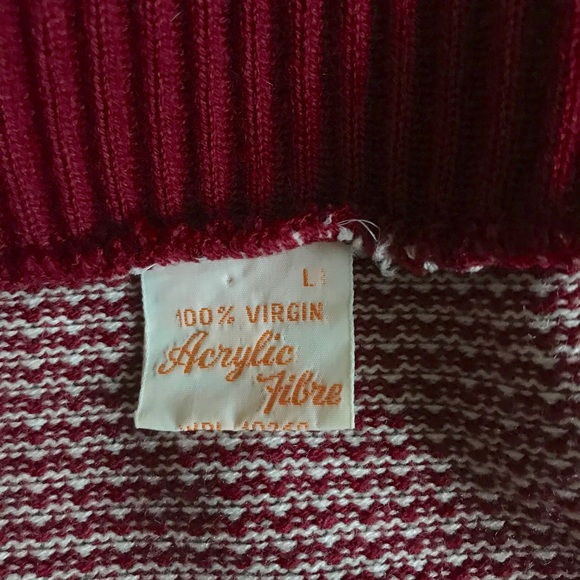 L
100% VIRGIN
Acrylic
Fibre